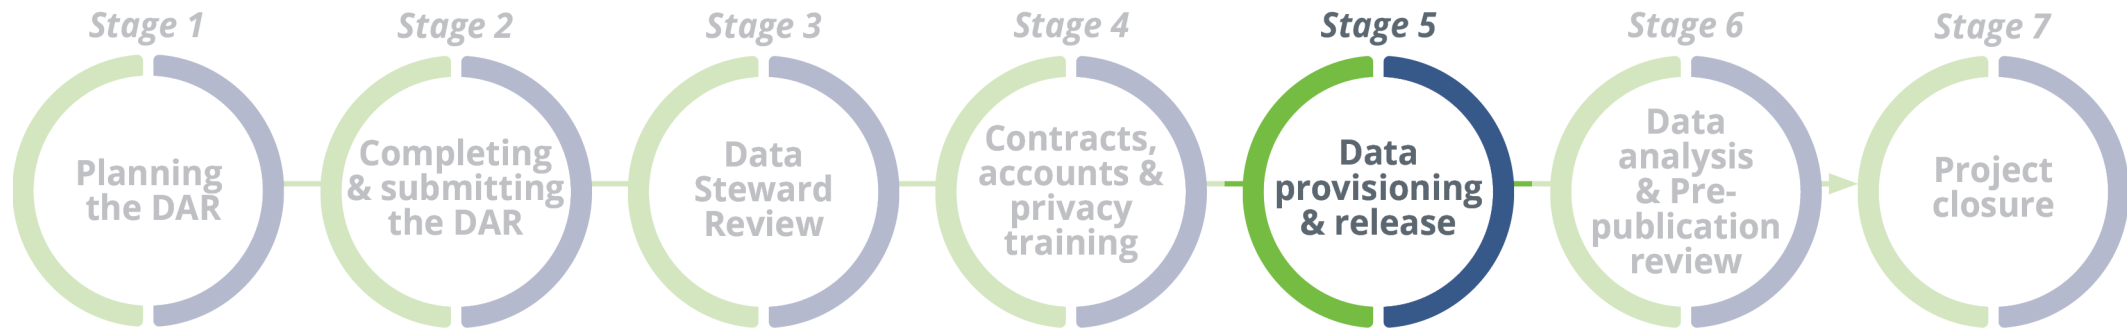 Stage 1
Stage 2
Stage 3
Stage 4
Stage 5
Stage 6
Stage 7
Planning
the DAR
Completing
& submitting
the DAR
Data
Steward
Review
Contracts,
accounts &
privacy
training
Data
provisioning
& release
Data
analysis
& Pre-
publication
review
Project
closure